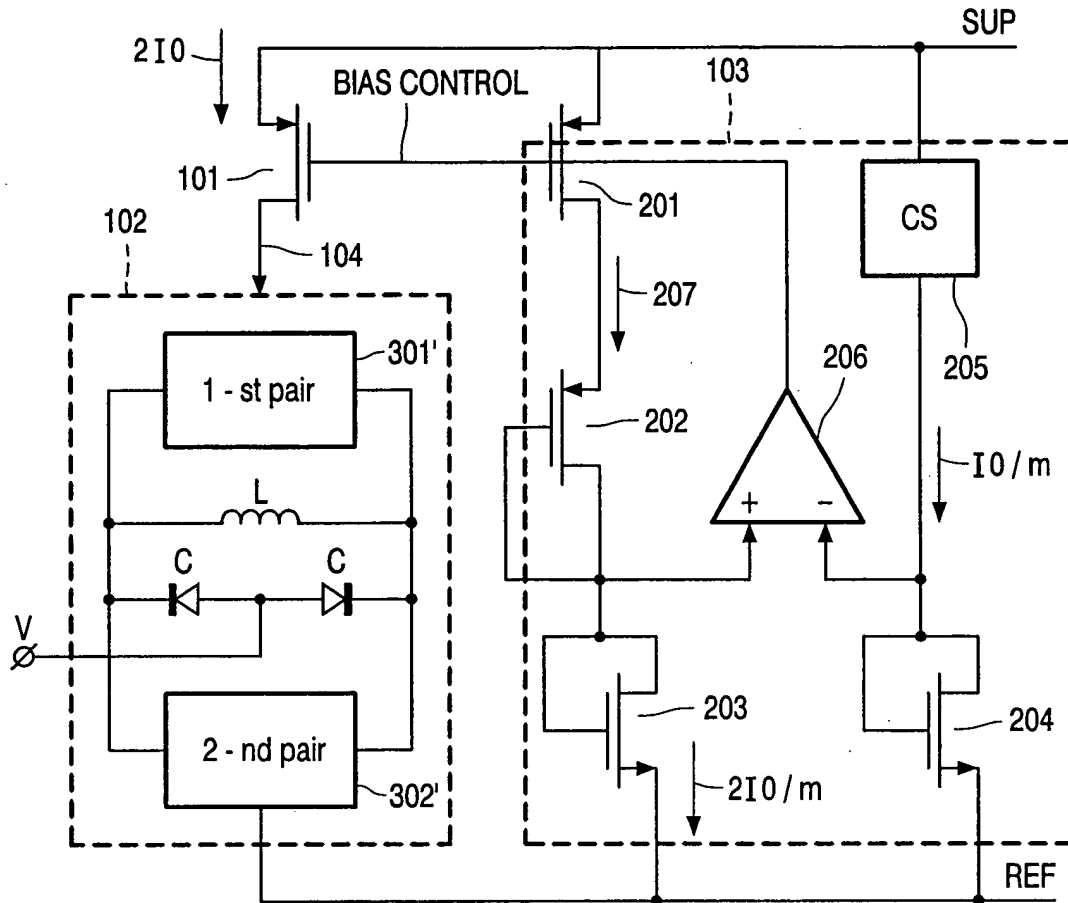 SUP
2I0
103
BIAS CONTROL
101
201
CS
102
104
207
205
301'
1 - st pair
206
202
I0/m
L
+ -
C C
V
203
204
2 - nd pair
302'
2I0/m
REF